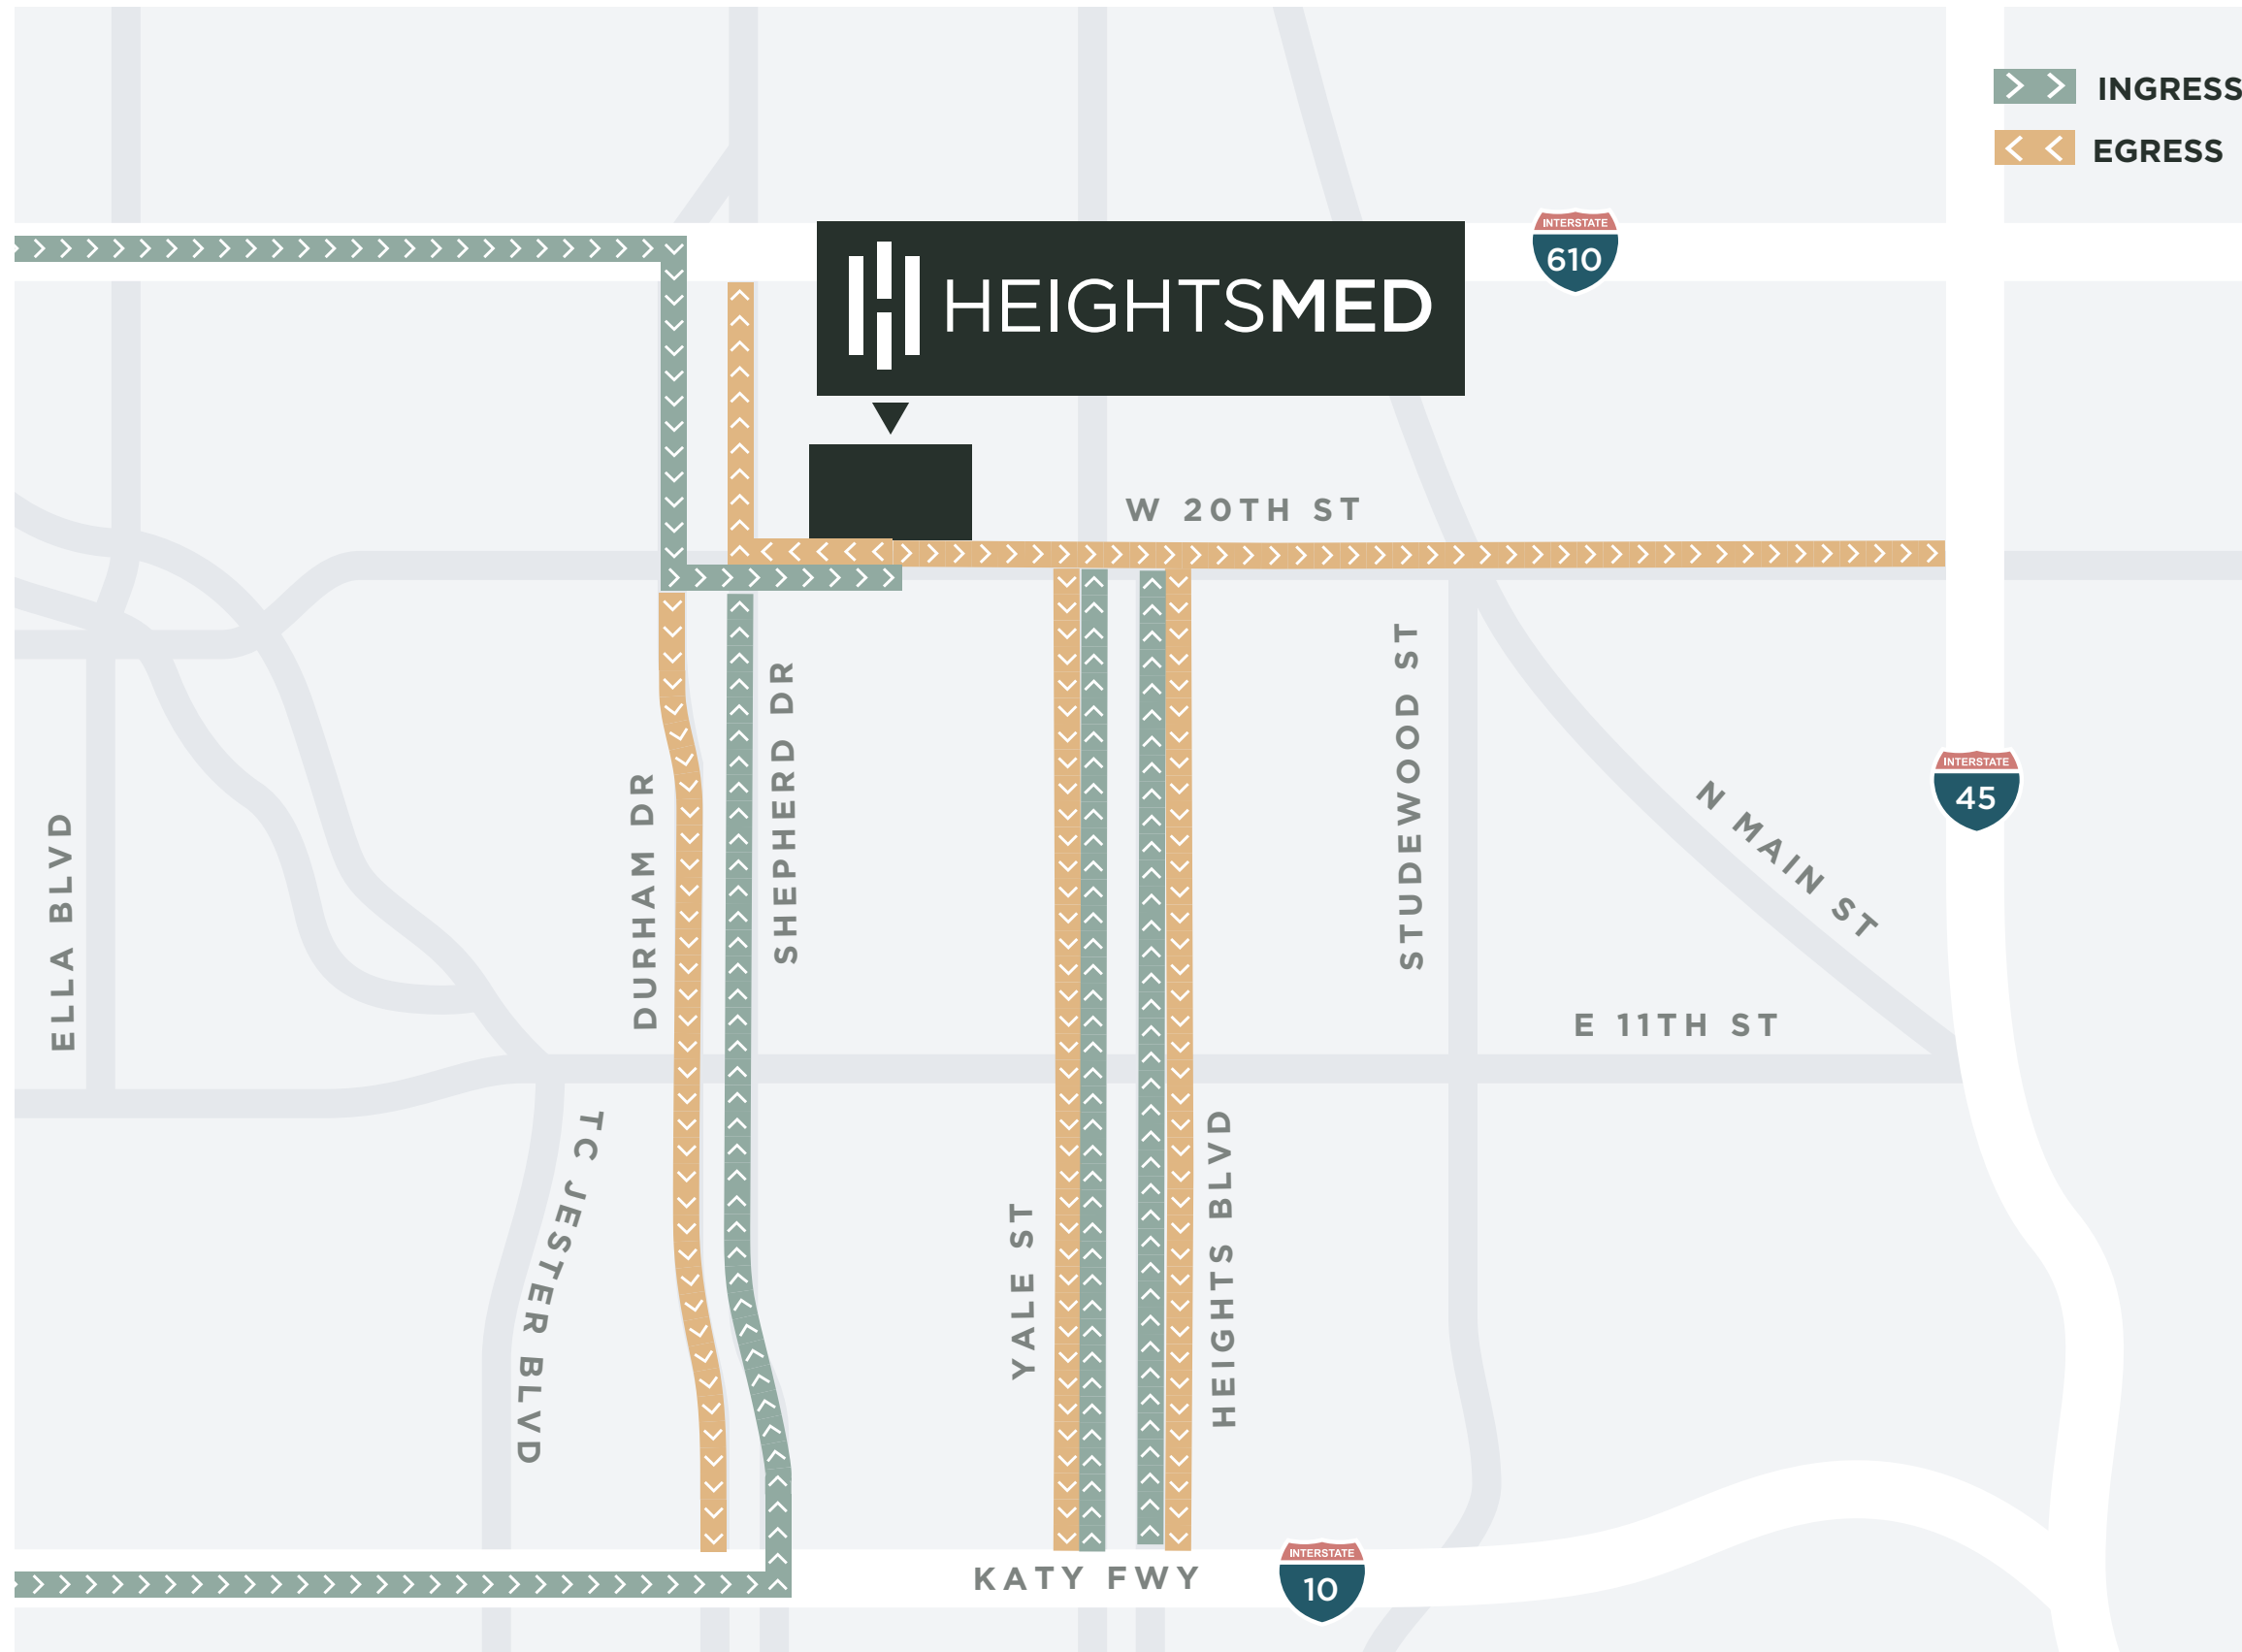 INGRESS
EGRESS
INTERSTATE
610
HEIGHTSMED
W 20TH ST
SHEPHERD DR
STUDEWOOD ST
DURHAM DR
ELLA BLVD
INTERSTATE
45
N MAIN ST
E 11TH ST
TC JESTER BLVD
YALE ST
HEIGHTS BLVD
KATY FWY
INTERSTATE
10